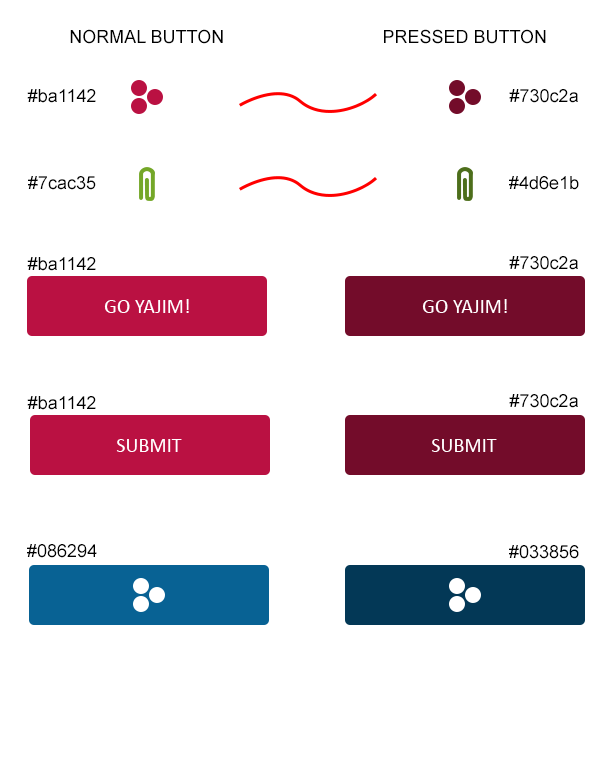 NORMAL BUTTON PRESSED BUTTON
#ba1142 #730c2a
#7cac35 #4d6e1b
#ba1142 #730c2a
GO YAJIM! GO YAJIM!
#ba1142 #730c2a
SUBMIT SUBMIT
#086294 #033856